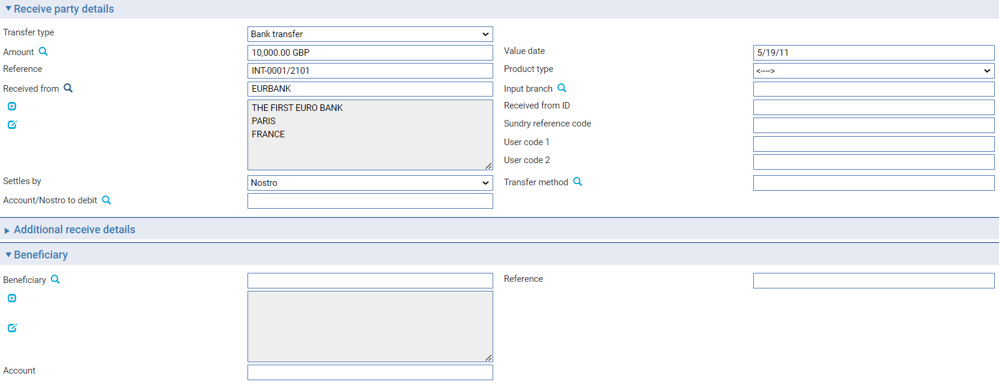 Receive party details
Transfer type Bank transfer
Amount 10,000.00 GBP Value date 5/19/11
Reference INT-0001/2101 Product type <---->
Received from EURBANK Input branch
THE FIRST EURO BANK Received from ID
PARIS Sundry reference code
FRANCE
User code 1
User code 2
Settles by Nostro Transfer method
Account/Nostro to debit
Additional receive details
Beneficiary
Beneficiary Reference
Account